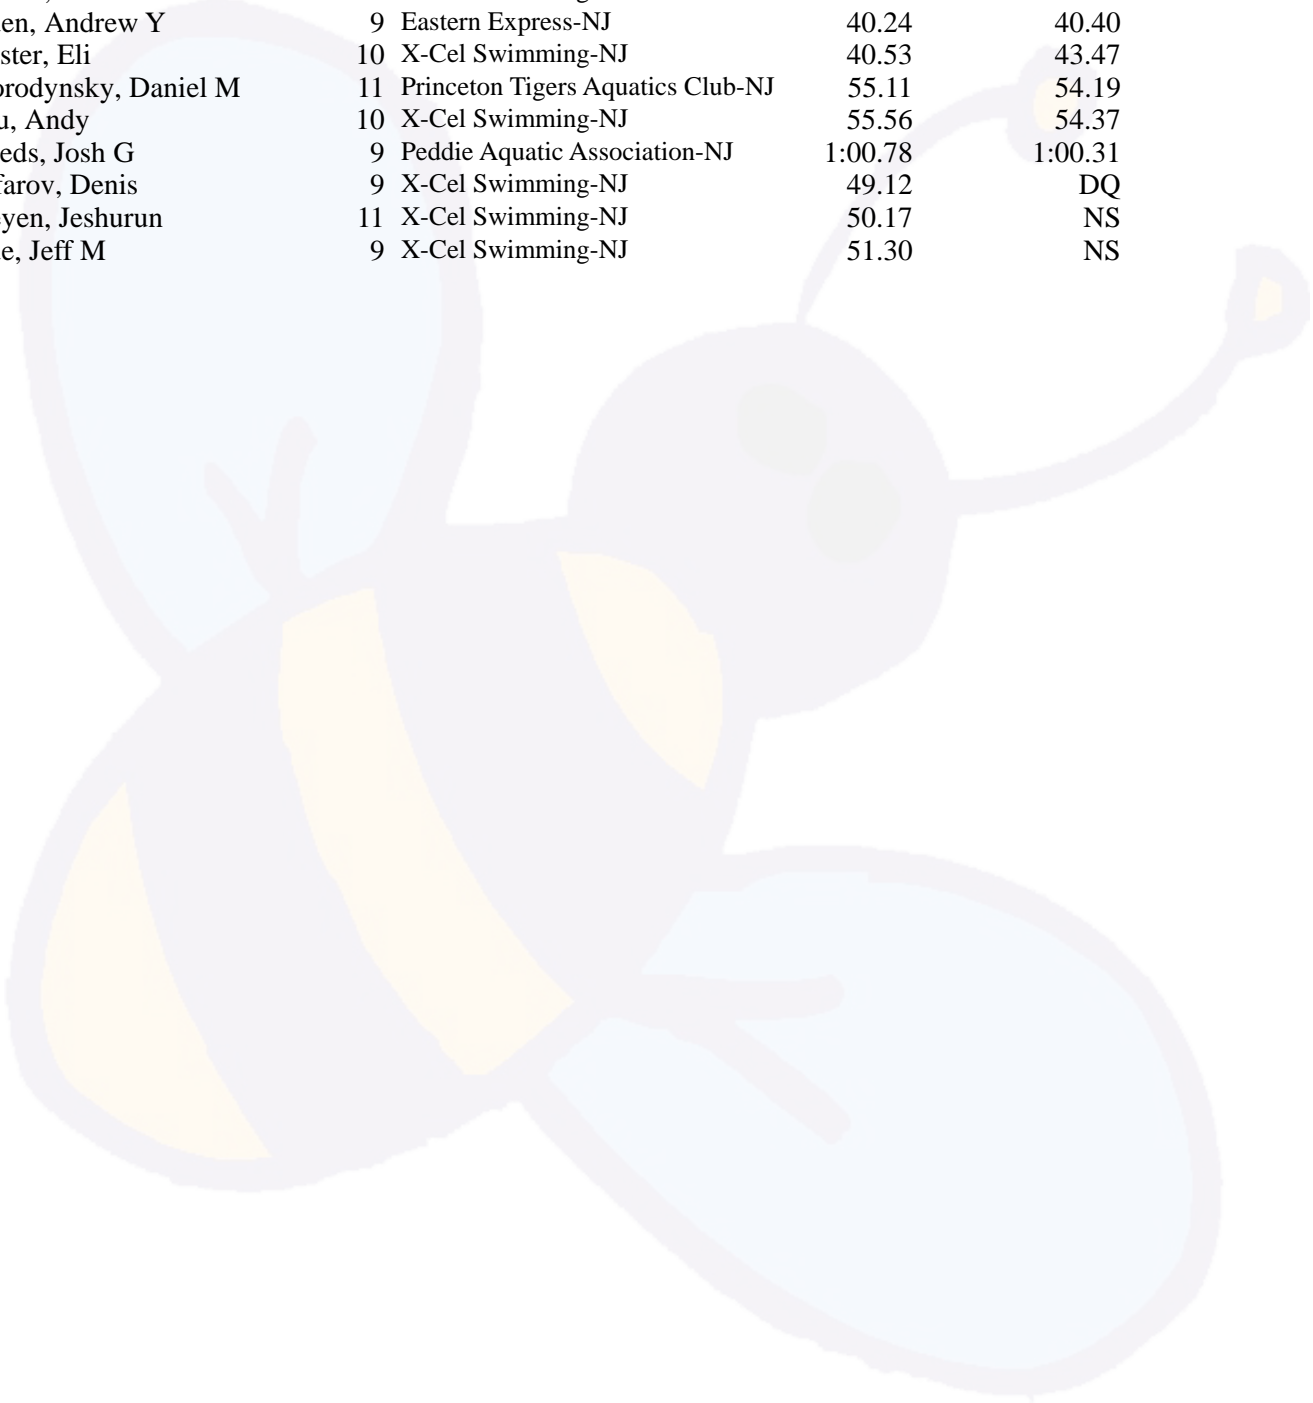 en, Andrew Y 9 Eastern Express-NJ 40.24 40.40
ster, Eli 10 X-Cel Swimming-NJ 40.53 43.47
orodynsky, Daniel M 11 Princeton Tigers Aquatics Club-NJ 55.11 54.19
u, Andy 10 X-Cel Swimming-NJ 55.56 54.37
eds, Josh G 9 Peddie Aquatic Association-NJ 1:00.78 1:00.31
farov, Denis 9 X-Cel Swimming-NJ 49.12 DQ
eyen, Jeshurun 11 X-Cel Swimming-NJ 50.17 NS
e, Jeff M 9 X-Cel Swimming-NJ 51.30 NS